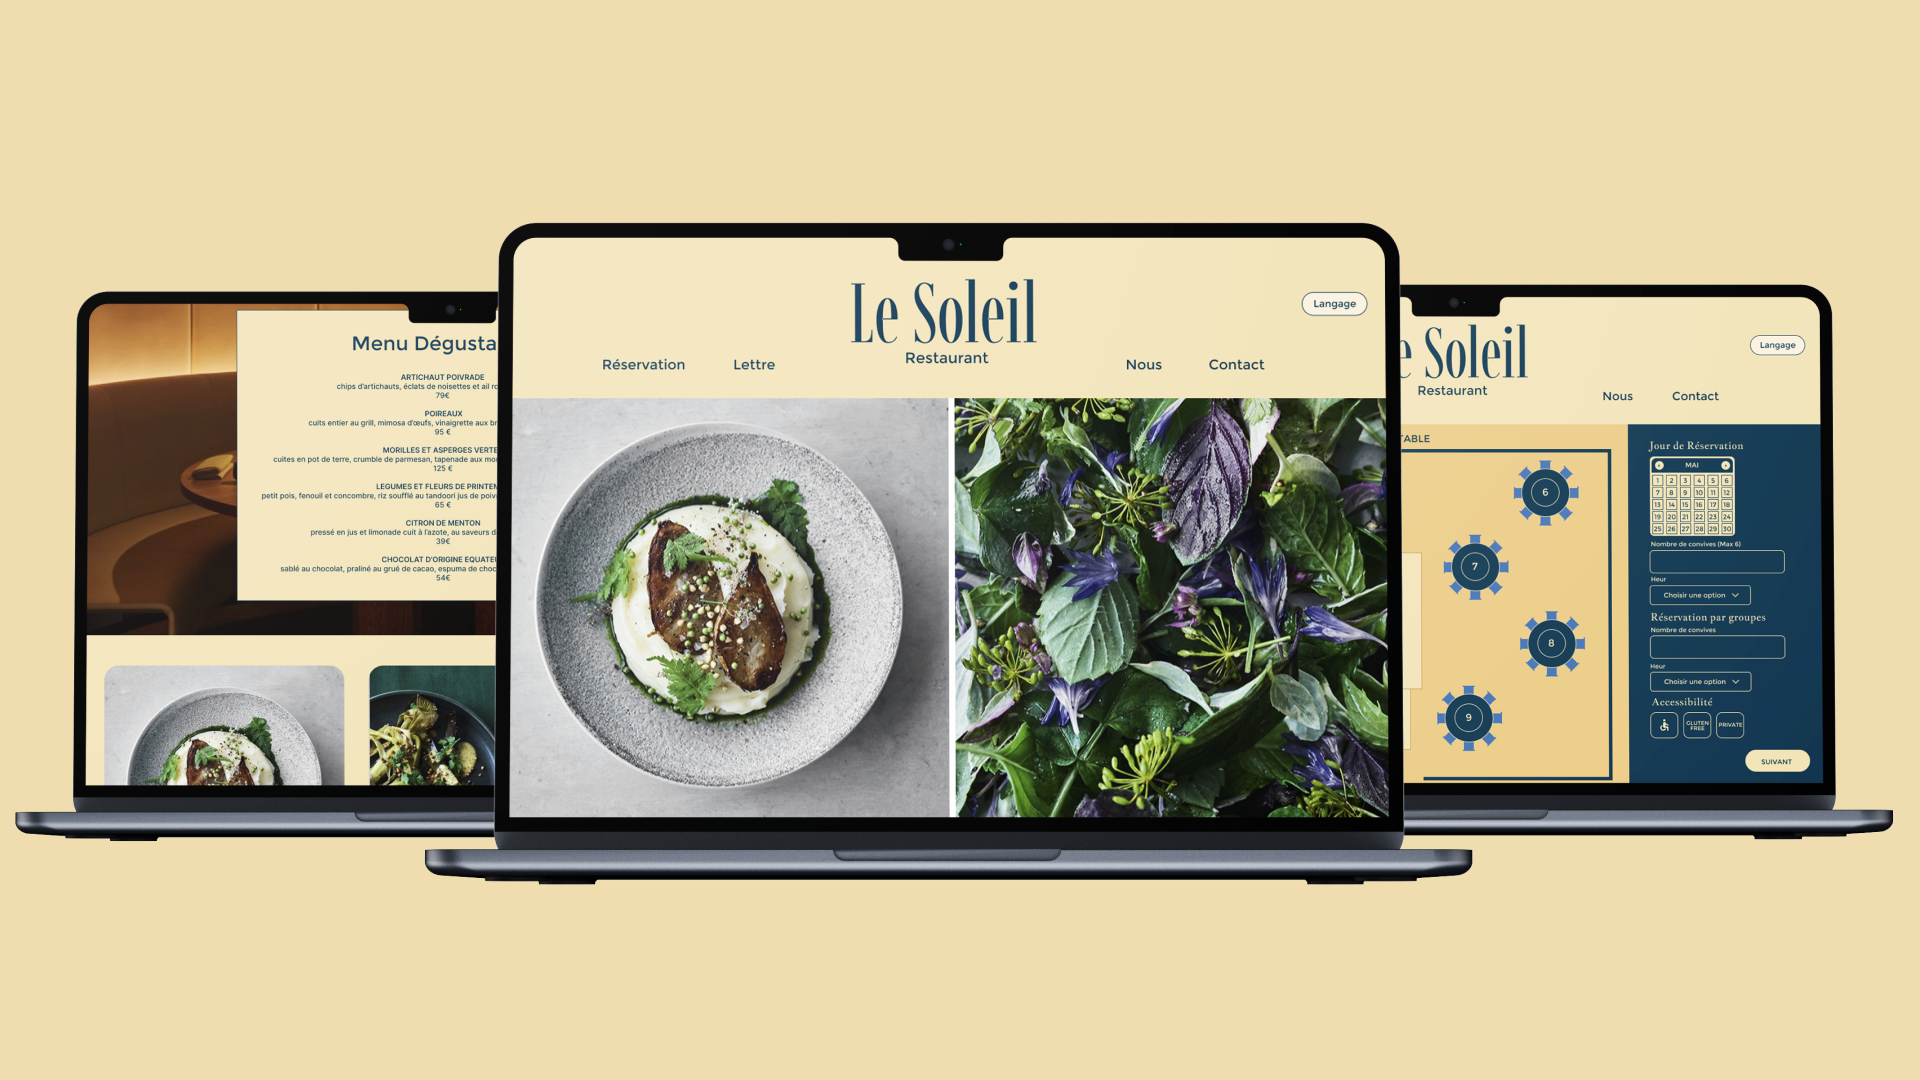 Menu Dégusta
ARTICHAUT POIVRADE
chips d'artichauts, éclats de noisettes et ail ro
79€
POIREAUX
cuits entier au grill, mimosa d'œufs, vinaigrette aux br
95 €
MORILLES ET ASPERGES VERTE
cuites en pot de terre, crumble de parmesan, tapenade aux mo
125 €
LEGUMES ET FLEURS DE PRINTEM
petit pois, fenouil et concombre, riz soufflé au tandoori jus de poiv
65 €
CITRON DE MENTON
pressé en jus et limonade cuit à l'azote, au saveurs d
39€
CHOCOLAT D'ORIGINE EQUATE
sablé au chocolat, praliné au grué de cacao, espuma de choc
54€
Le Soleil
Restaurant
Langage
Réservation
Lettre
Nous
Contact
e Soleil
Restaurant
Langage
Nous
Contact
TABLE
6
7
8
9
Jour de Réservation
MAI
1 2 3 4 5 6
7 8 9 10 11 12
13 14 15 16 17 18
19 20 21 22 23 24
25 26 27 28 29 30
Nombre de convives (Max 6)
Heur
Choisir une option
Réservation par groupes
Nombre de convives
Heur
Choisir une option
Accessibilité
GLUTEN
FREE
PRIVATE
SUIVANT